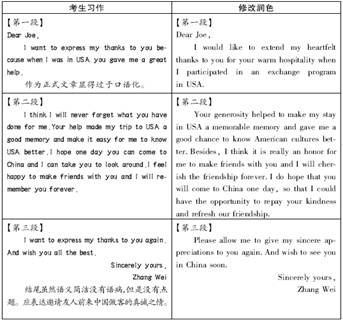 考生习作
修改润色
【第一段】
Dear Joe,
I want to express my thanks to you be-
cause when I was in USA you gave me a great
help.
作为正式文章显得过于口语化。
【第一段】
Dear Joe,
I would like to extend my heartfelt
thanks to you for your warm hospitality when
I participated in an exchange program
in USA.
【第二段】
I think I will never forget what you have
done for me.Your help made my trip to USA a
good memory and make it easy for me to know
USA better.I hope one day you can come to
China and I can take you to look around.I feel
happy to make friends with you and I will re-
member you forever.
【第二段】
Your generosity helped to make my stay
in USA a memorable memory and gave me a
good chance to know American cultures bet-
ter. Besides, I think it is really an honor for
me to make friends with you and I will cher-
ish the friendship forever. I do hope that you
will come to China one day, so that I could
have the opportunity to repay your kindness
and refresh our friendship.
【第三段】
I want to express my thanks to you again.
And wish you all the best.
Sincerely yours,
Zhang Wei
结尾虽然语义简洁没有语病,但是没有点
题。应表达邀请友人前来中国做客的真诚之情。
【第三段】
Please allow me to give my sincere ap-
preciations to you again. And wish to see you
in China soon.
Sincerely yours,
Zhang Wei